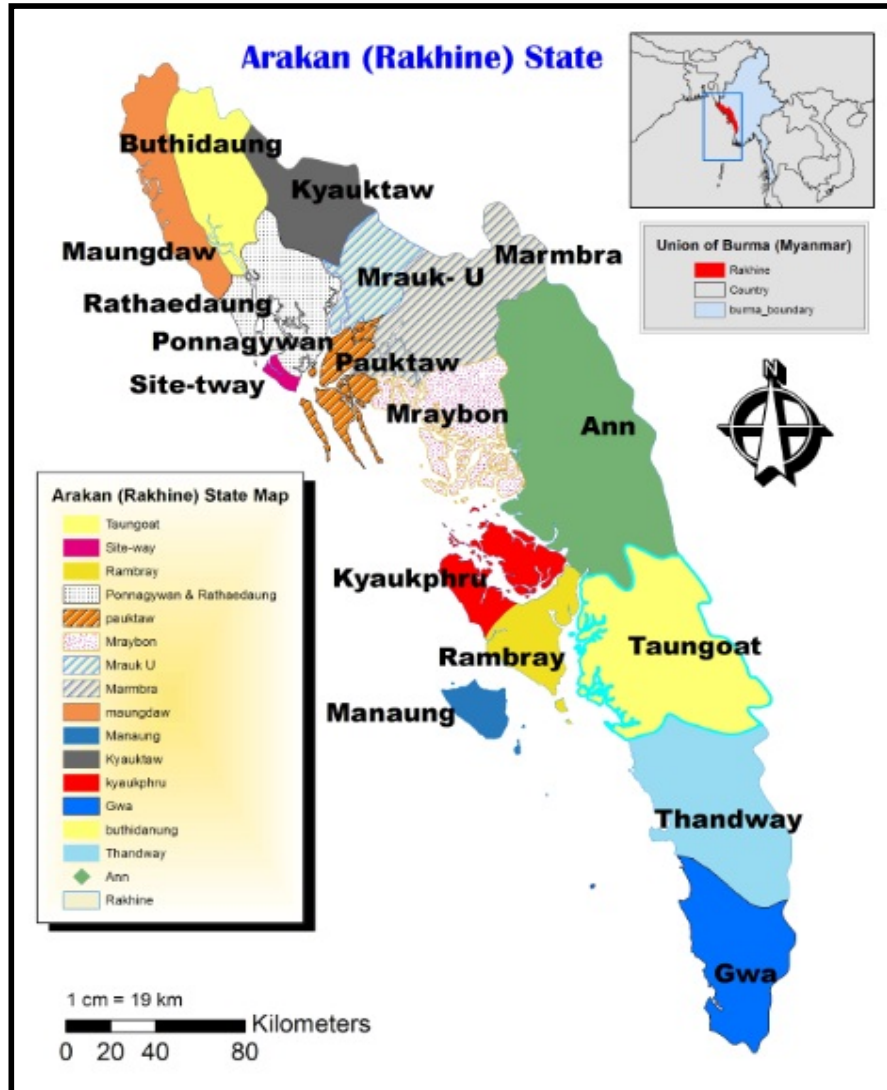 Arakan (Rakhine) State
Buthidaung
Kyauktaw
Maungdaw
Marmbra
Mrauk- U
Rathaedaung
Ponnagywan
Pauktaw
Site-tway
Mraybon
Ann
Kyaukphru
Rambray
Taungoat
Manaung
Thandway
Gwa
Union of Burma (Myanmar)
Rakhine
Country
burma_boundary
N
Arakan (Rakhine) State Map
Taungoat
Site-way
Rambray
Ponnagywan & Rathaedaung
pauktaw
Mraybon
Mrauk U
Marmbra
maungdaw
Manaung
Kyauktaw
kyaukphru
Gwa
buthidanung
Thandway
Ann
Rakhine
1 cm = 19 km
Kilometers
0 20 40 80